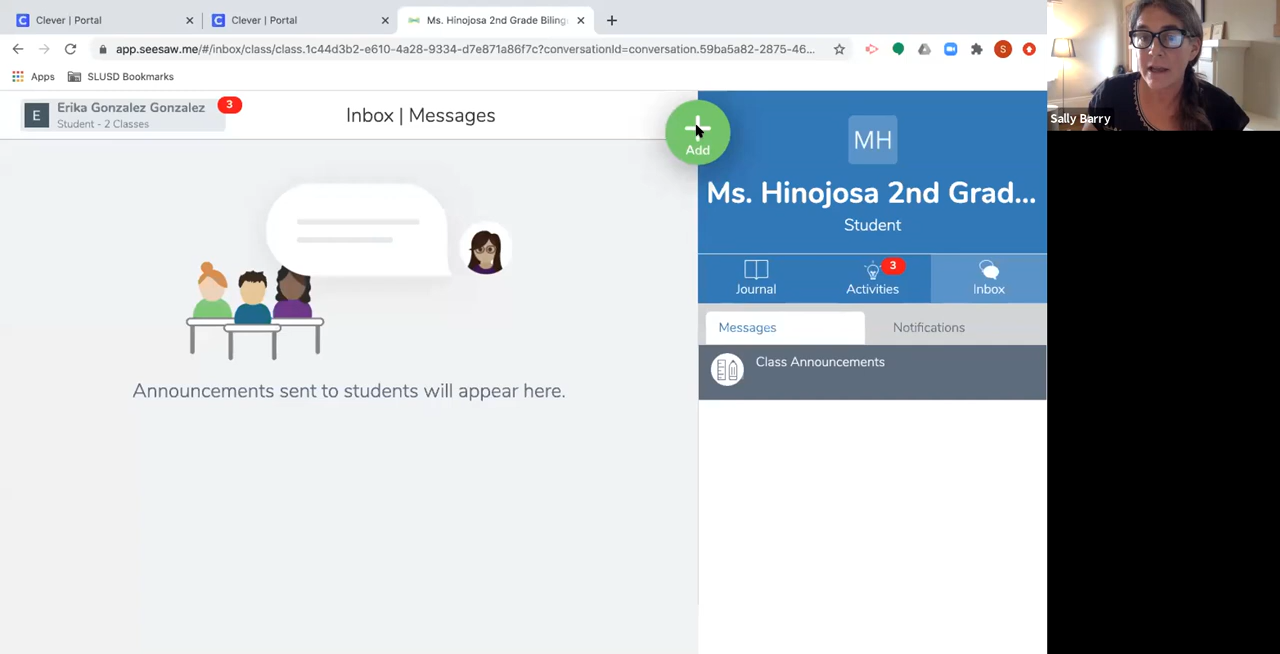 Clever | Portal
Clever | Portal
Ms. Hinojosa 2nd Grade Biling
app.seesaw.me/#/inbox/class/class.1c44d3b2-e610-4a28-9334-d7e871a86f7c?conversationId=conversation.59ba5a82-2875-46...
S
Apps
SLUSD Bookmarks
E
Erika Gonzalez Gonzalez
3
Student - 2 Classes
Inbox | Messages
Add
MH
Ms. Hinojosa 2nd Grad...
Student
Journal
Activities
3
Inbox
Messages
Notifications
Class Announcements
Announcements sent to students will appear here.
Sally Barry